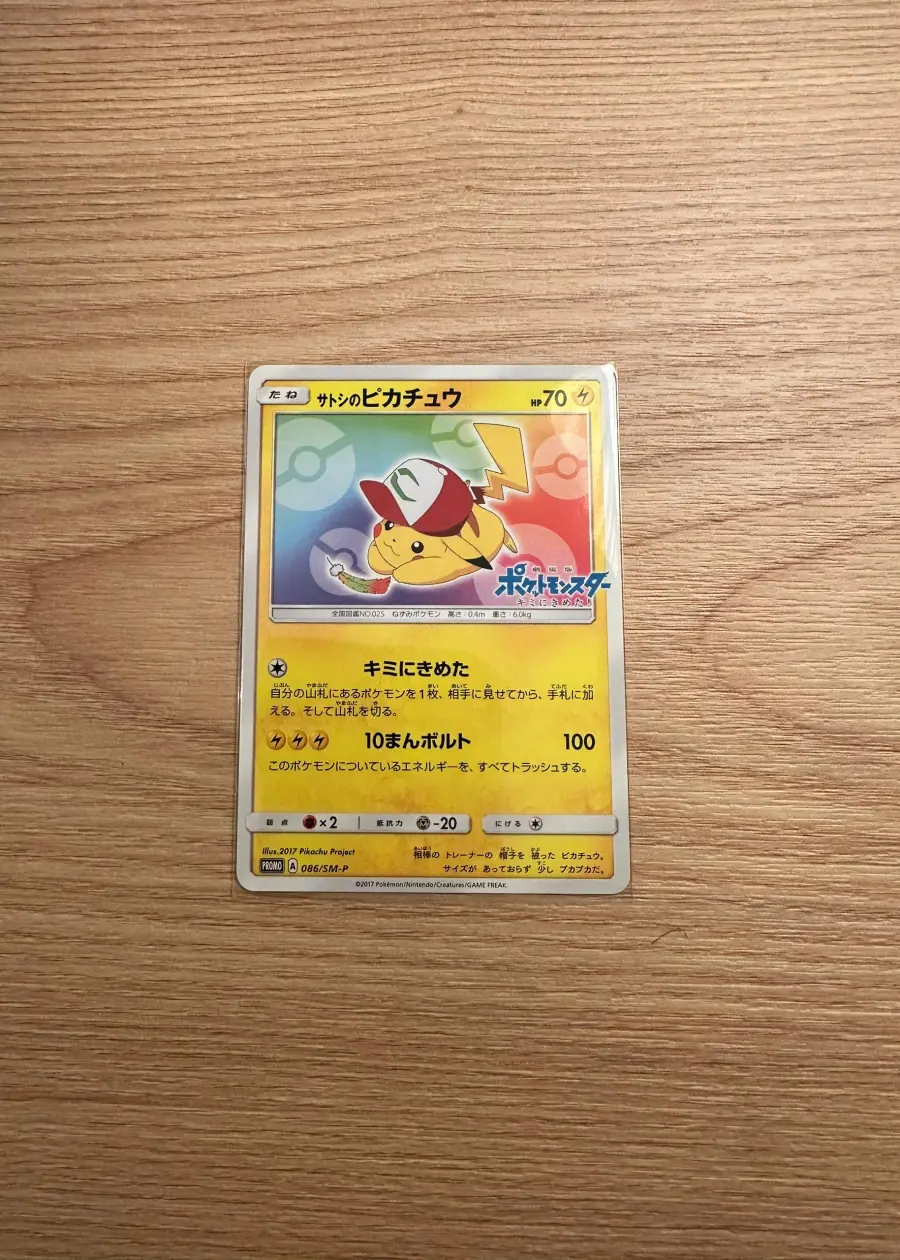 たね サトシのピカチュウ HP70
劇場版
ポケットモンスター
キミにきめた
全国図鑑NO.025 ねずみポケモン 高さ:0.4m 重さ:6.0kg
キミにきめた
自分の山札にあるポケモンを1枚、相手に見せてから、手札に加
える。そして山札を切る。
10まんボルト 100
このポケモンについているエネルギーを、すべてトラッシュする。
弱点 ×2 抵抗力 -20 にげる
Illus.2017 Pikachu Project
PROMO A 086/SM-P
相棒の トレーナーの 帽子を 被った ピカチュウ。
サイズが あっておらず 少し ブカブカだ。
©2017 Pokémon/Nintendo/Creatures/GAME FREAK.